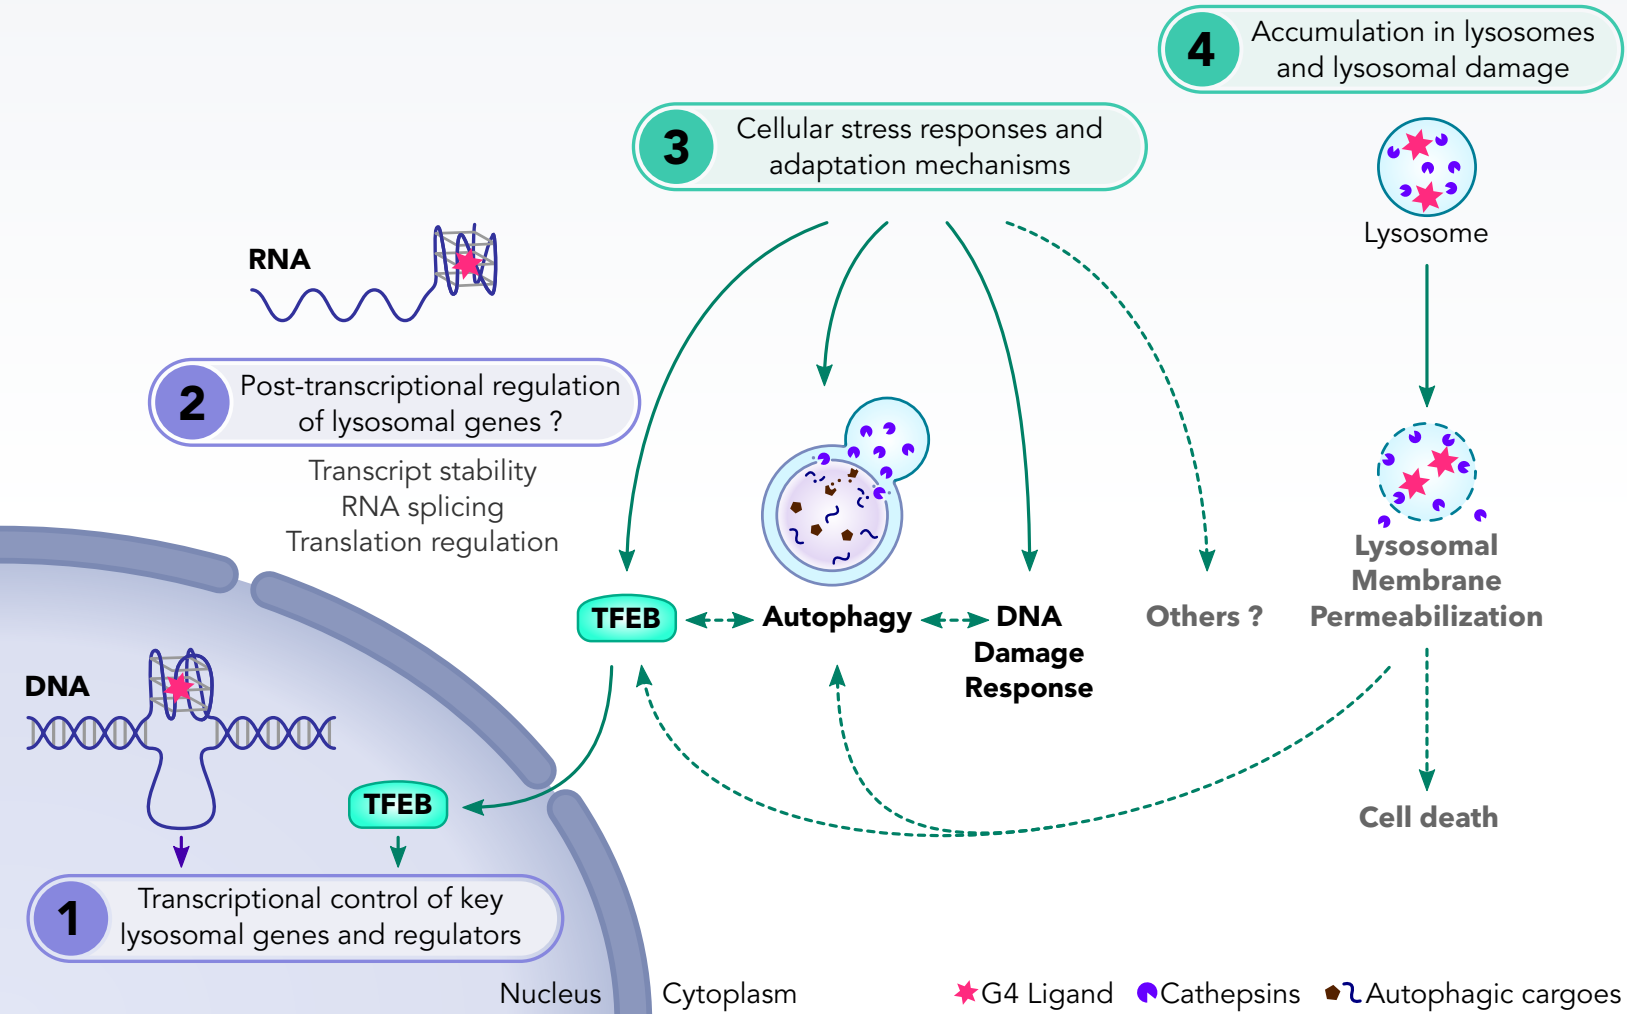 4
Accumulation in lysosomes
and lysosomal damage
3
Cellular stress responses and
adaptation mechanisms
Lysosome
RNA
2
Post-transcriptional regulation
of lysosomal genes ?
Transcript stability
RNA splicing
Translation regulation
TFEB
Autophagy
DNA
Damage
Response
Others ?
Lysosomal
Membrane
Permeabilization
DNA
TFEB
Cell death
1
Transcriptional control of key
lysosomal genes and regulators
Nucleus
Cytoplasm
G4 Ligand
Cathepsins
Autophagic cargoes